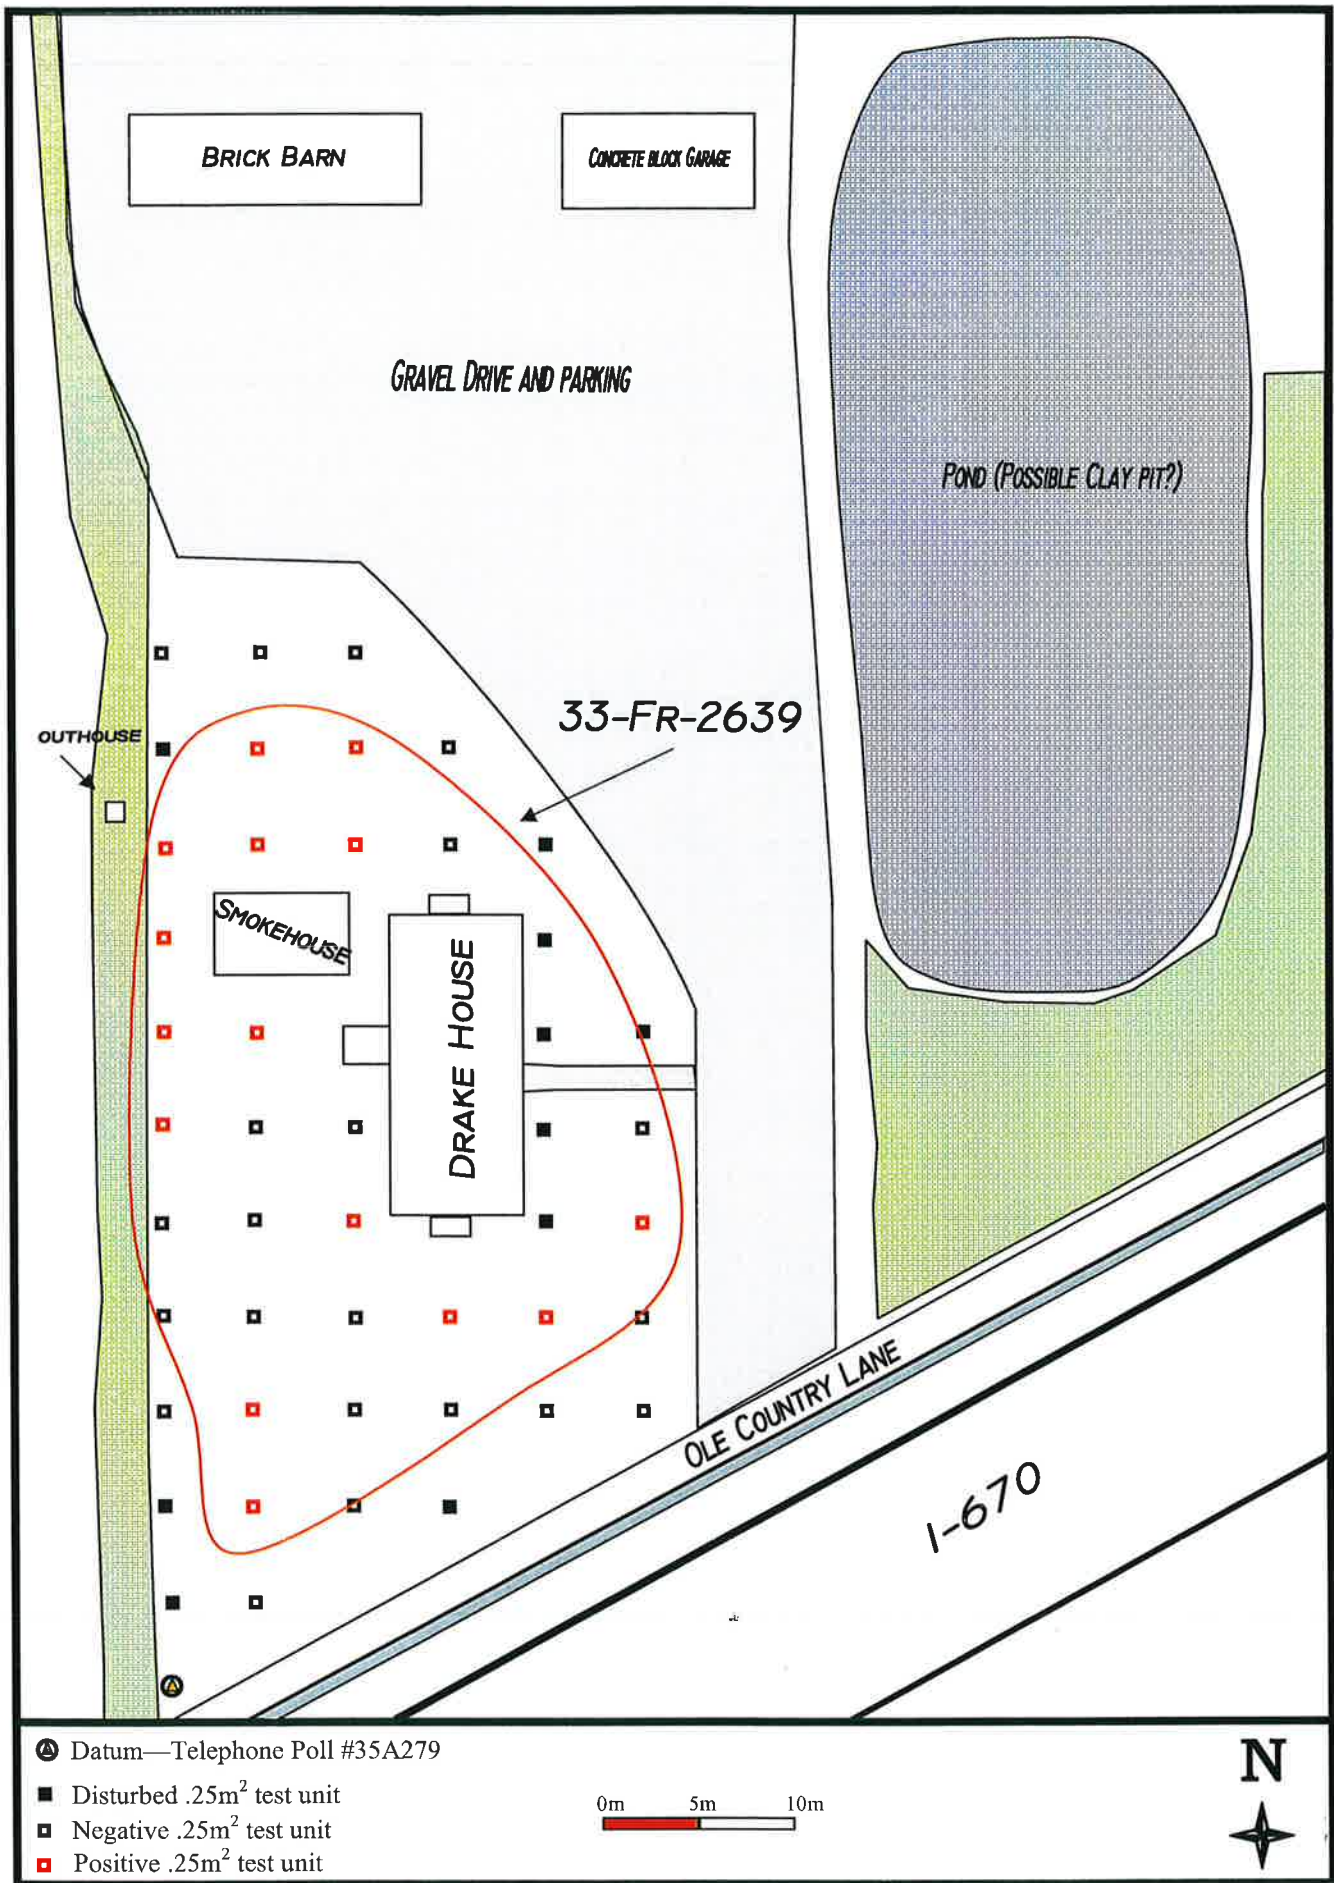 BRICK BARN
CONCRETE BLOCK GARAGE
GRAVEL DRIVE AND PARKING
POND (POSSIBLE CLAY PIT?)
33-FR-2639
OUTHOUSE
SMOKEHOUSE
DRAKE HOUSE
OLE COUNTRY LANE
I-670
Datum—Telephone Poll #35A279
Disturbed .25m² test unit
Negative .25m² test unit
Positive .25m² test unit
0m 5m 10m
N